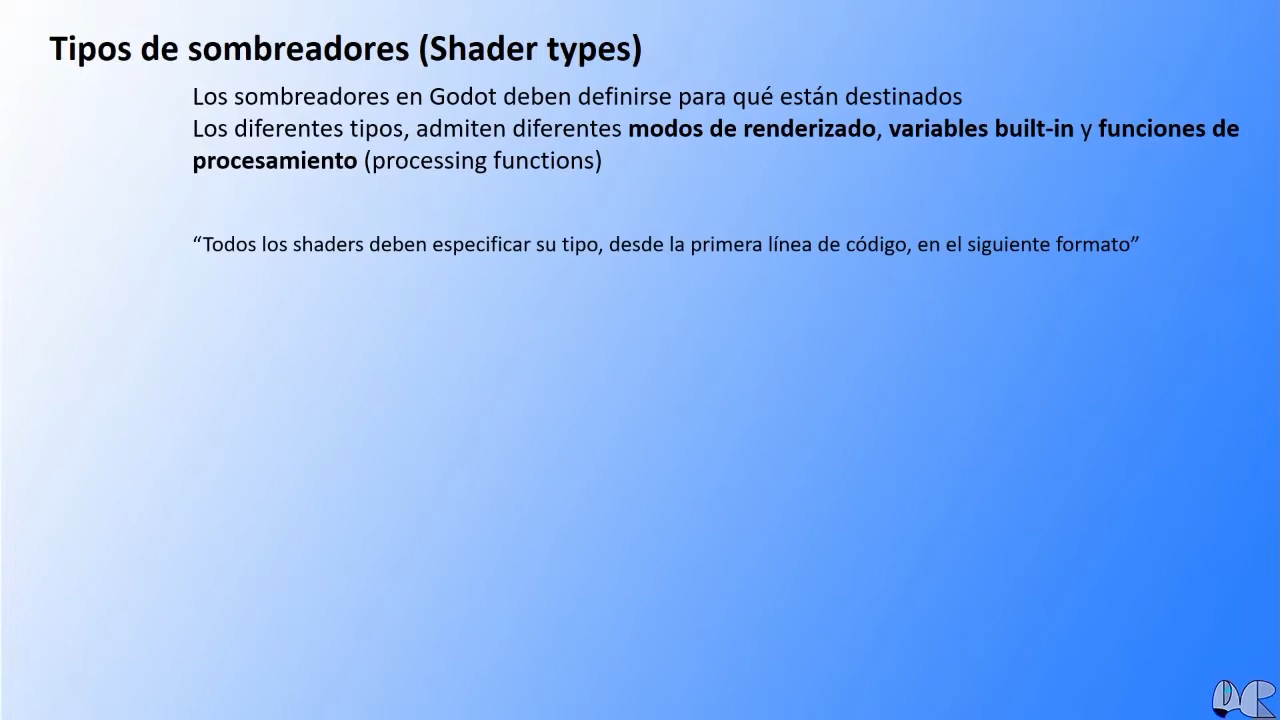 Tipos de sombreadores (Shader types)
Los sombreadores en Godot deben definirse para qué están destinados
Los diferentes tipos, admiten diferentes modos de renderizado, variables built-in y funciones de
procesamiento (processing functions)
“Todos los shaders deben especificar su tipo, desde la primera línea de código, en el siguiente formato”